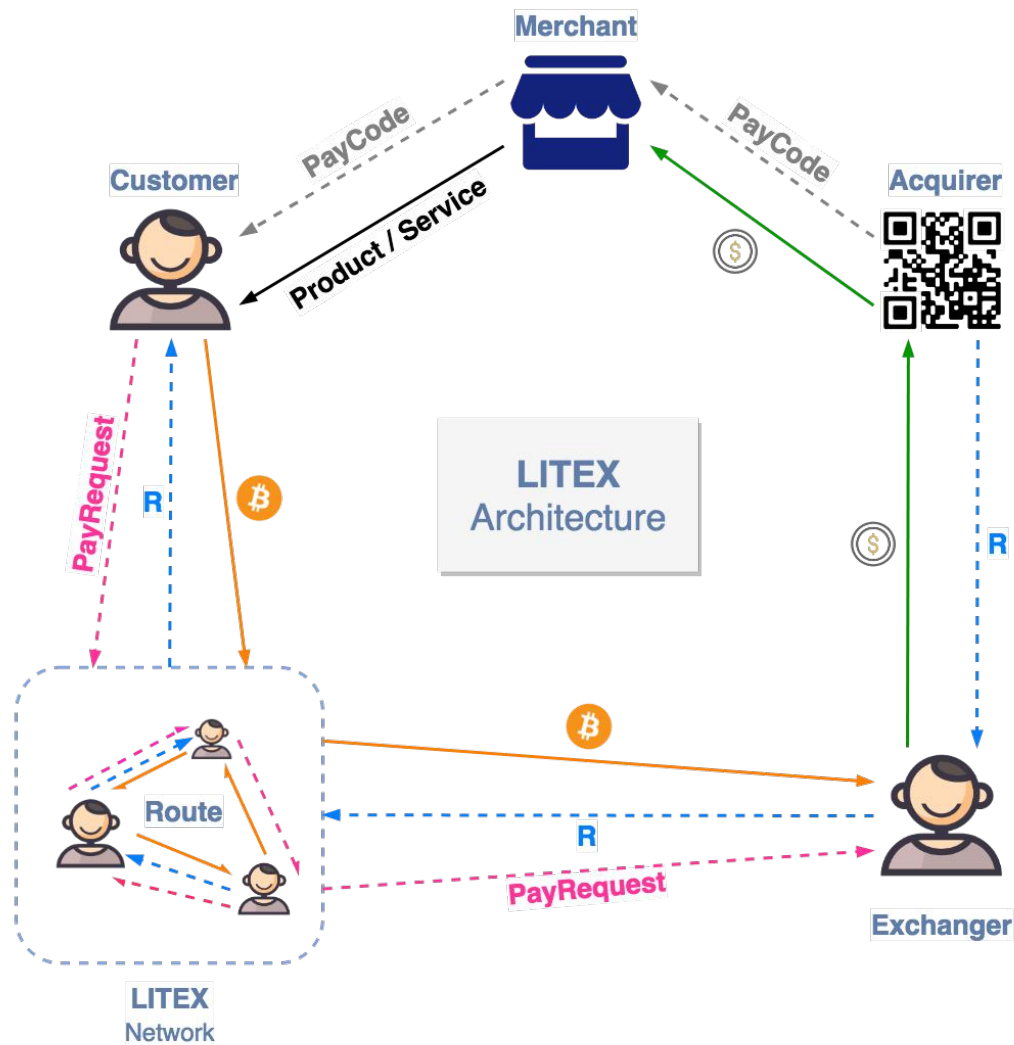 Merchant
PayCode
PayCode
Customer
Acquirer
Product / Service
$
PayRequest
R
LITEX
Architecture
$
R
Route
R
PayRequest
Exchanger
LITEX
Network